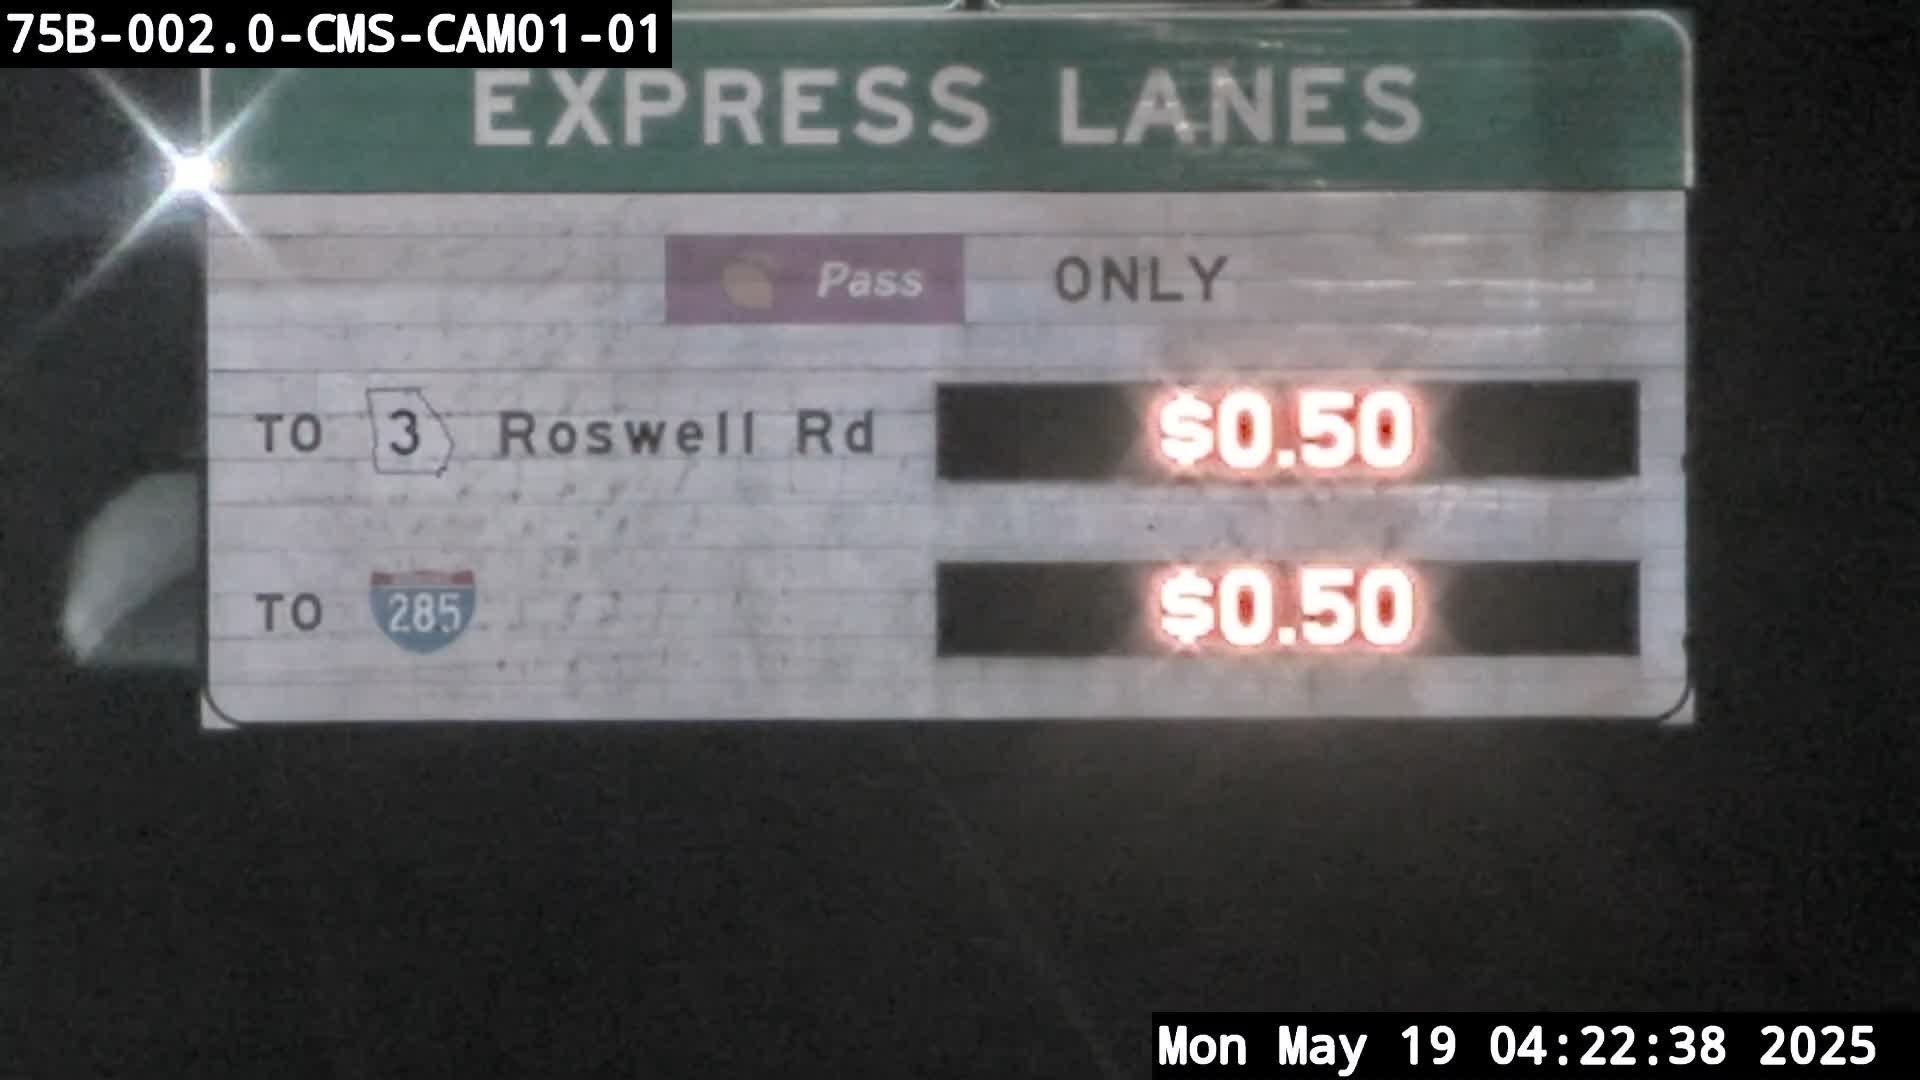 75B-002.0-CMS-CAM01-01
EXPRESS LANES
Pass ONLY
TO 3 Roswell Rd $0.50
TO 285 $0.50
Mon May 19 04:22:38 2025